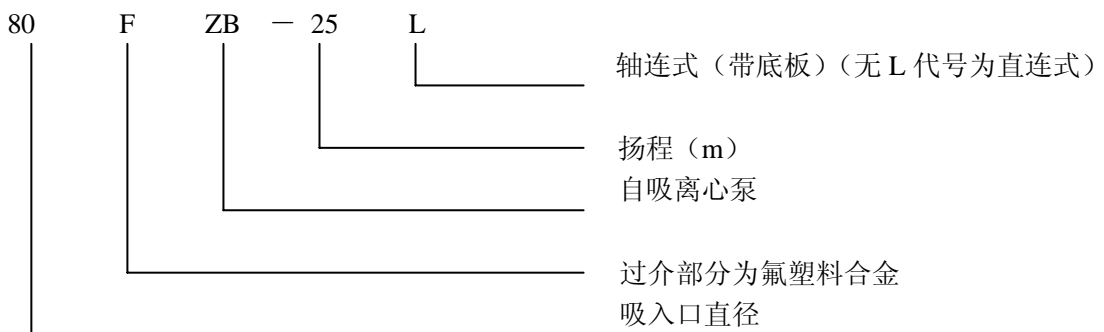 80 F ZB － 25 L
轴连式（带底板）（无 L 代号为直连式）
扬程（m）
自吸离心泵
过介部分为氟塑料合金
吸入口直径